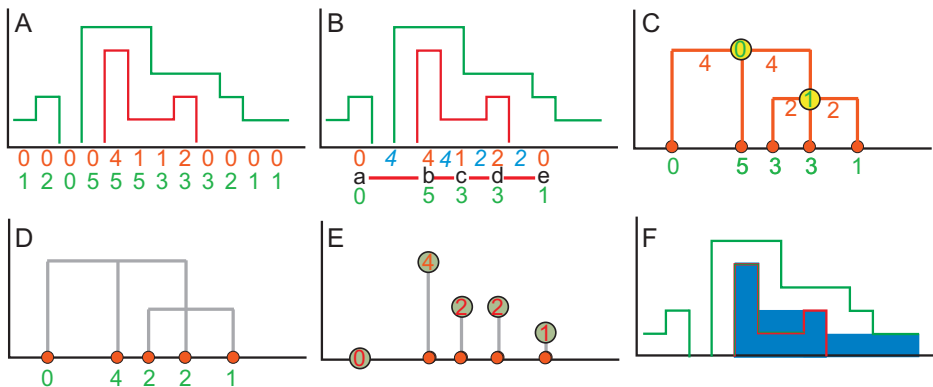 A
0 0 0 0 4 1 1 2 0 0 0 0
1 2 0 5 5 5 3 3 3 2 1 1
B
0 4 4 4 1 2 2 2 0
a b c d e
0 5 3 3 1
C
0
4 4
1
2 2
0 5 3 3 1
D
0 4 2 2 1
E
4
2 2
1
0
F